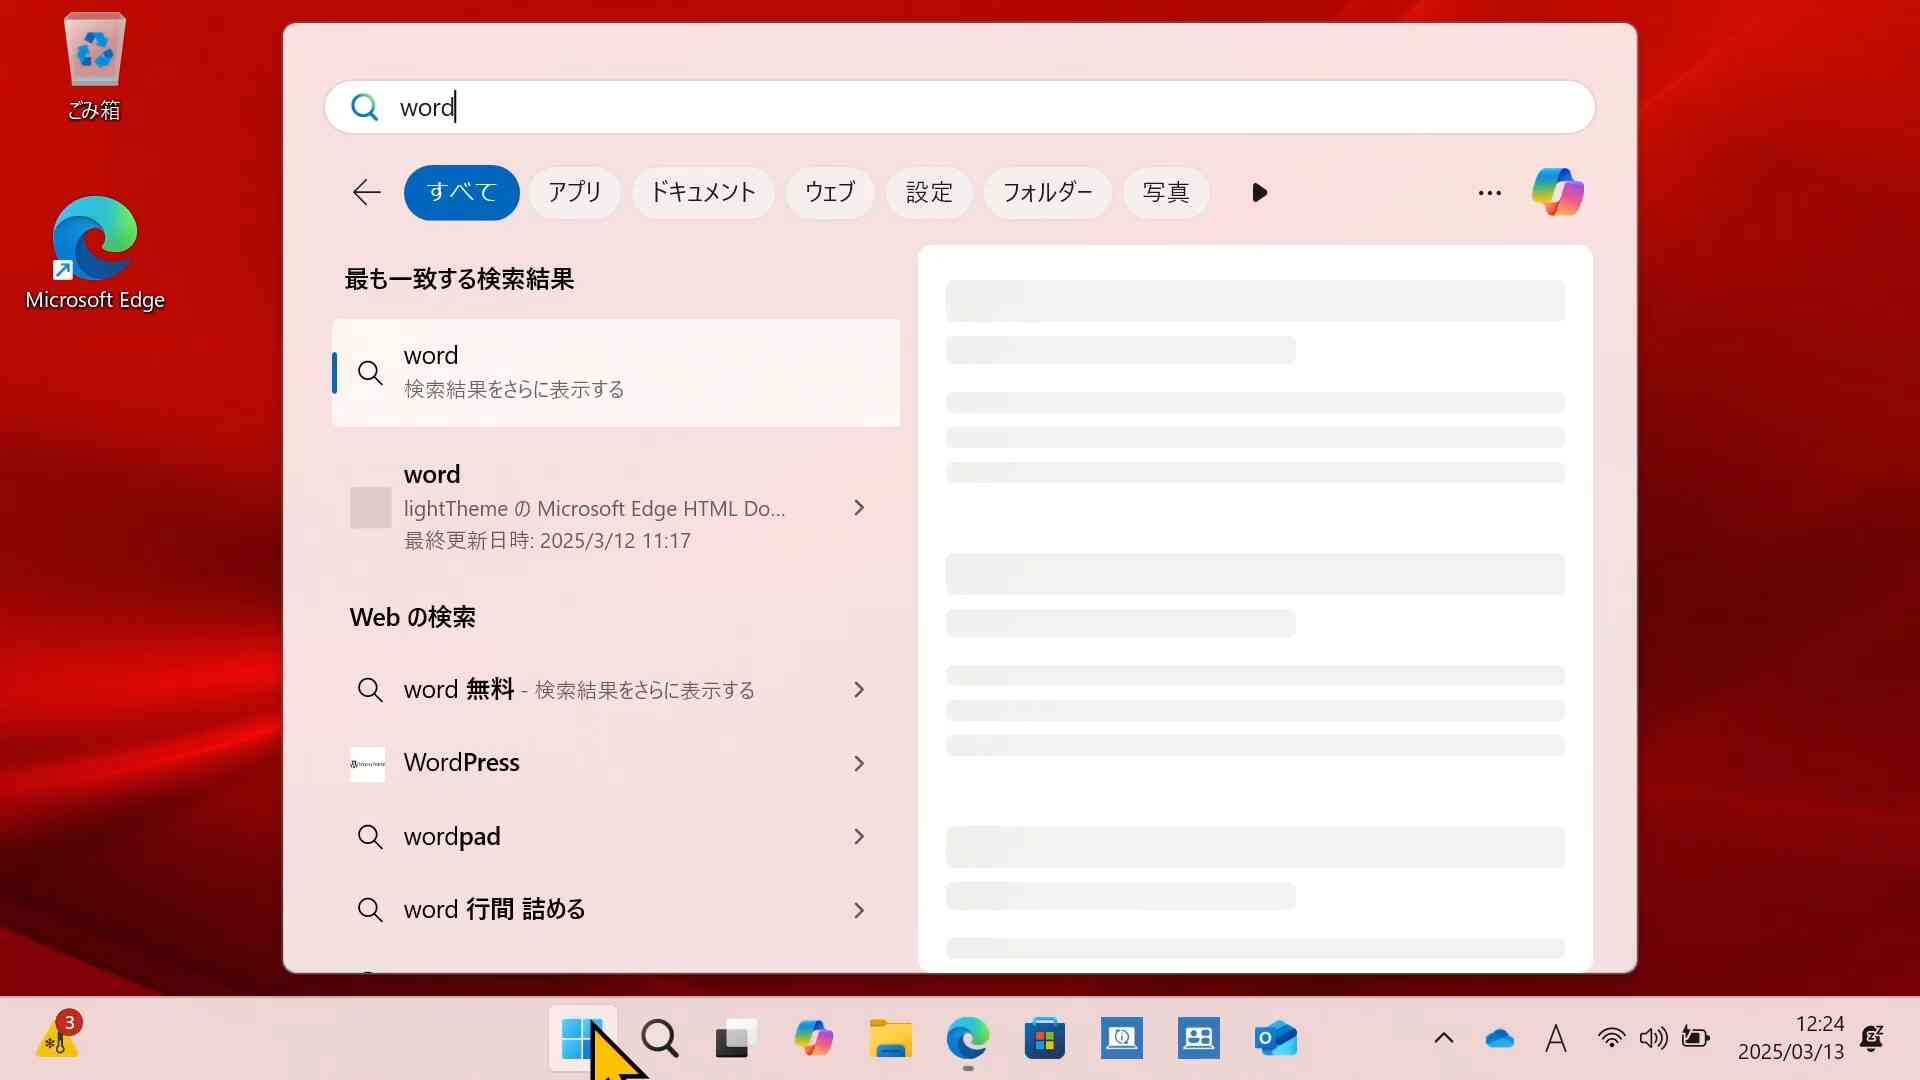 ごみ箱
Microsoft Edge
word
すべて
アプリ
ドキュメント
ウェブ
設定
フォルダー
写真
最も一致する検索結果
word
検索結果をさらに表示する
word
lightTheme の Microsoft Edge HTML Do...
最終更新日時: 2025/3/12 11:17
Web の検索
word 無料 - 検索結果をさらに表示する
WordPress
wordpad
word 行間 詰める
3
A
12:24
2025/03/13